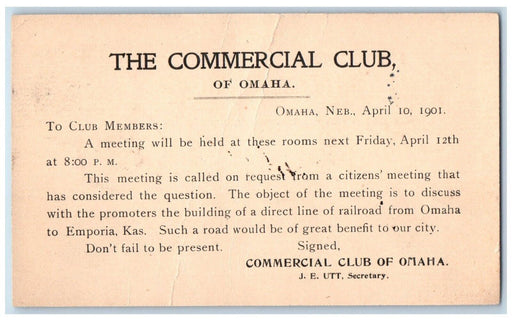 THE COMMERCIAL CLUB,
OF OMAHA.
OMAHA, NEB., April 10, 1901.
TO CLUB MEMBERS:
A meeting will be held at these rooms next Friday, April 12th
at 8:00 P. M.
This meeting is called on request from a citizens' meeting that
has considered the question. The object of the meeting is to discuss
with the promoters the building of a direct line of railroad from Omaha
to Emporia, Kas. Such a road would be of great benefit to our city.
Don't fail to be present. Signed,
COMMERCIAL CLUB OF OMAHA.
J. E. UTT, Secretary.